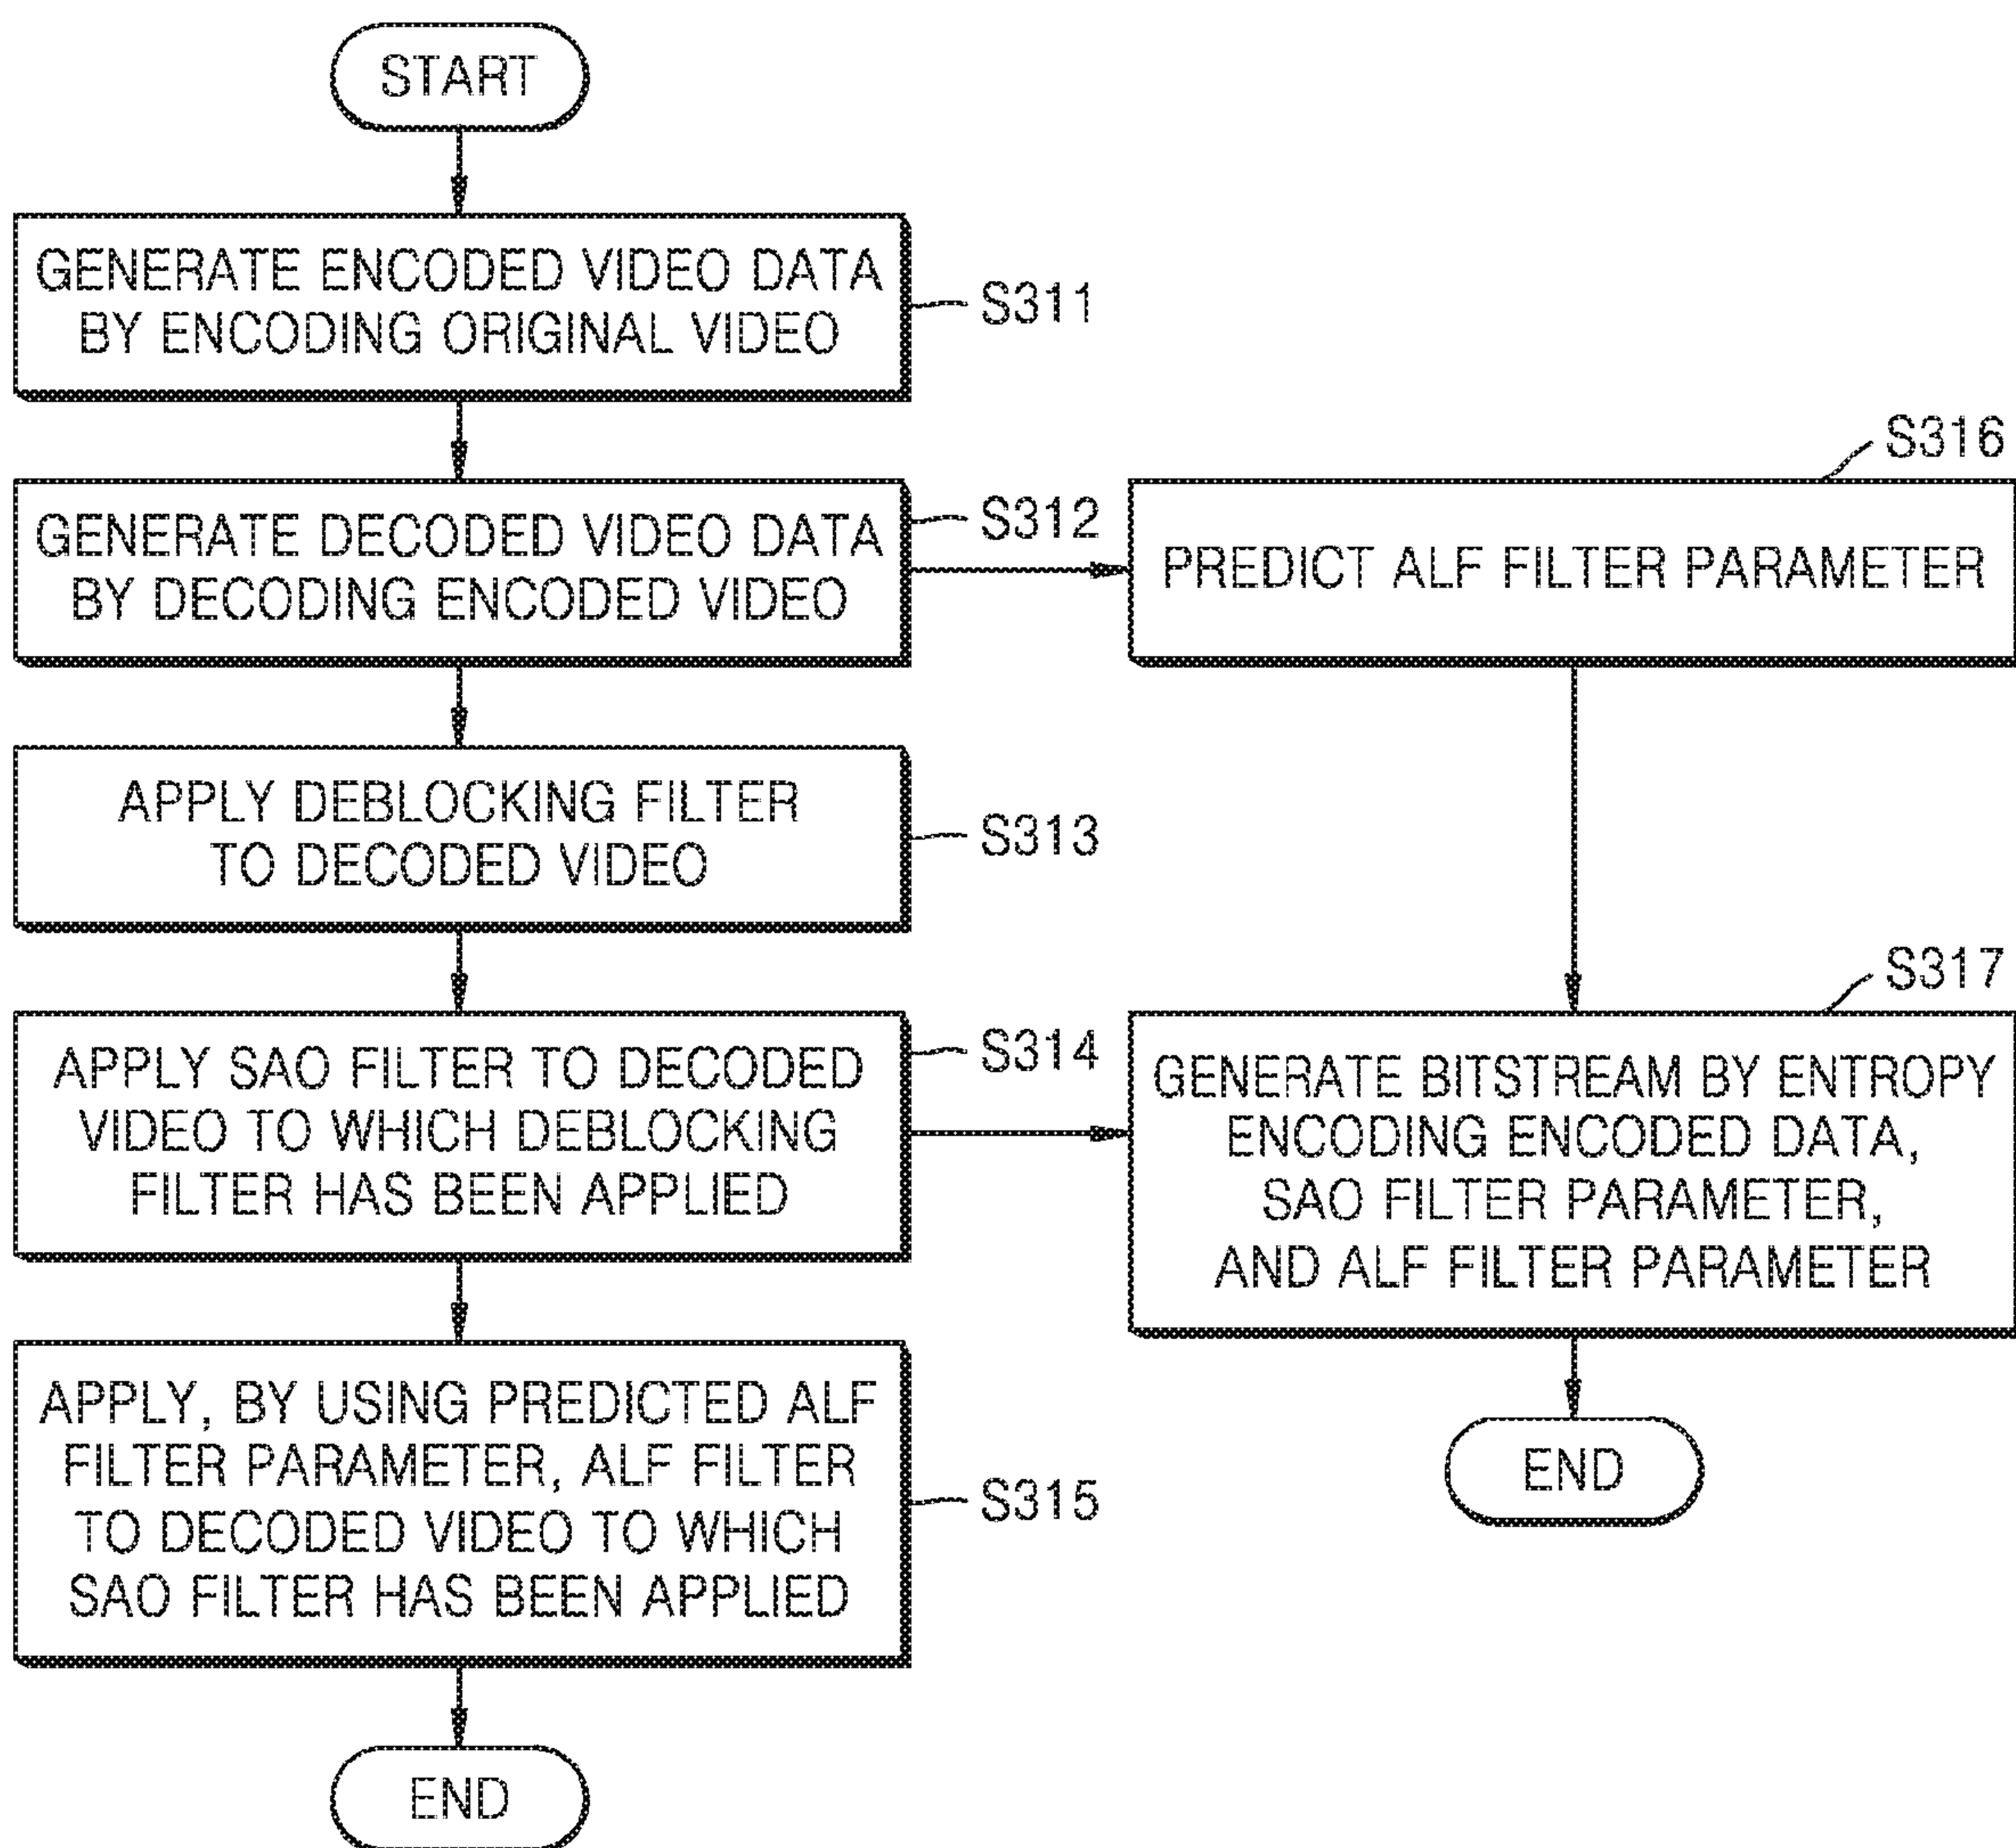 START
GENERATE ENCODED VIDEO DATA
BY ENCODING ORIGINAL VIDEO
S311
GENERATE DECODED VIDEO DATA
BY DECODING ENCODED VIDEO
S312
APPLY DEBLOCKING FILTER
TO DECODED VIDEO
S313
APPLY SAO FILTER TO DECODED
VIDEO TO WHICH DEBLOCKING
FILTER HAS BEEN APPLIED
S314
APPLY, BY USING PREDICTED ALF
FILTER PARAMETER, ALF FILTER
TO DECODED VIDEO TO WHICH
SAO FILTER HAS BEEN APPLIED
S315
END
S316
PREDICT ALF FILTER PARAMETER
S317
GENERATE BITSTREAM BY ENTROPY
ENCODING ENCODED DATA,
SAO FILTER PARAMETER,
AND ALF FILTER PARAMETER
END